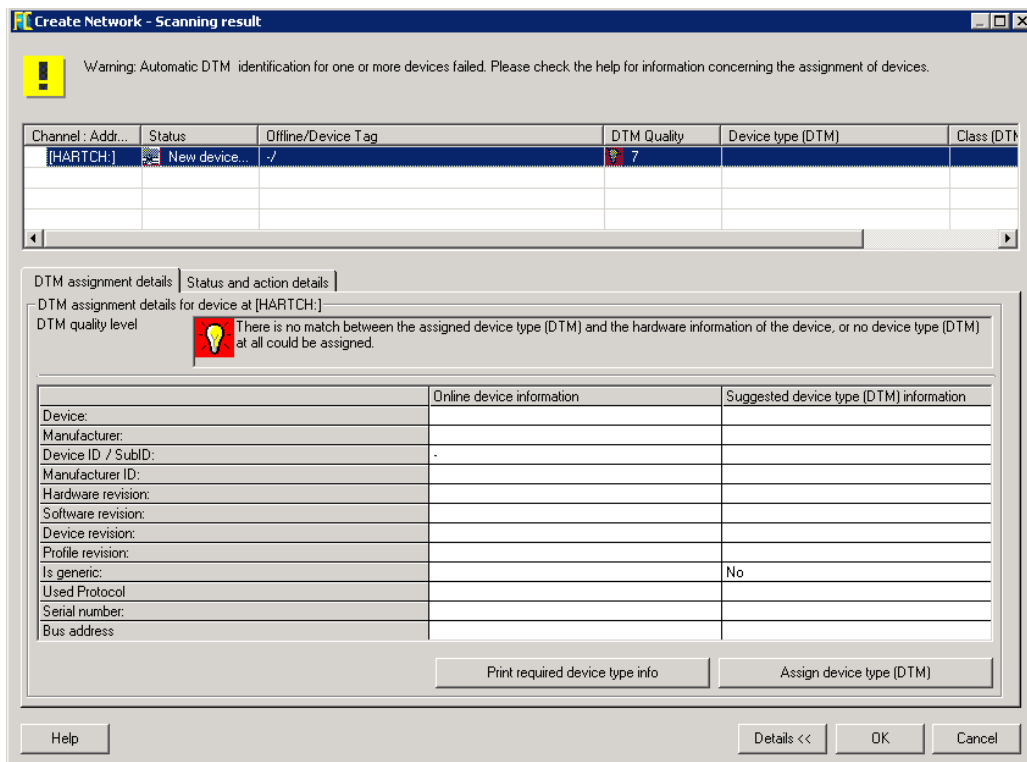 Create Network - Scanning result
Warning: Automatic DTM identification for one or more devices failed. Please check the help for information concerning the assignment of devices.
Channel : Addr... Status Offline/Device Tag DTM Quality Device type (DTM) Class (DTM
[HARTCH:] New device... -/ 7
DTM assignment details Status and action details
DTM assignment details for device at [HARTCH:]
DTM quality level
There is no match between the assigned device type (DTM) and the hardware information of the device, or no device type (DTM)
at all could be assigned.
Online device information Suggested device type (DTM) information
Device:
Manufacturer:
Device ID / SubID: -
Manufacturer ID:
Hardware revision:
Software revision:
Device revision:
Profile revision:
Is generic: No
Used Protocol
Serial number:
Bus address
Print required device type info Assign device type (DTM)
Help Details << OK Cancel